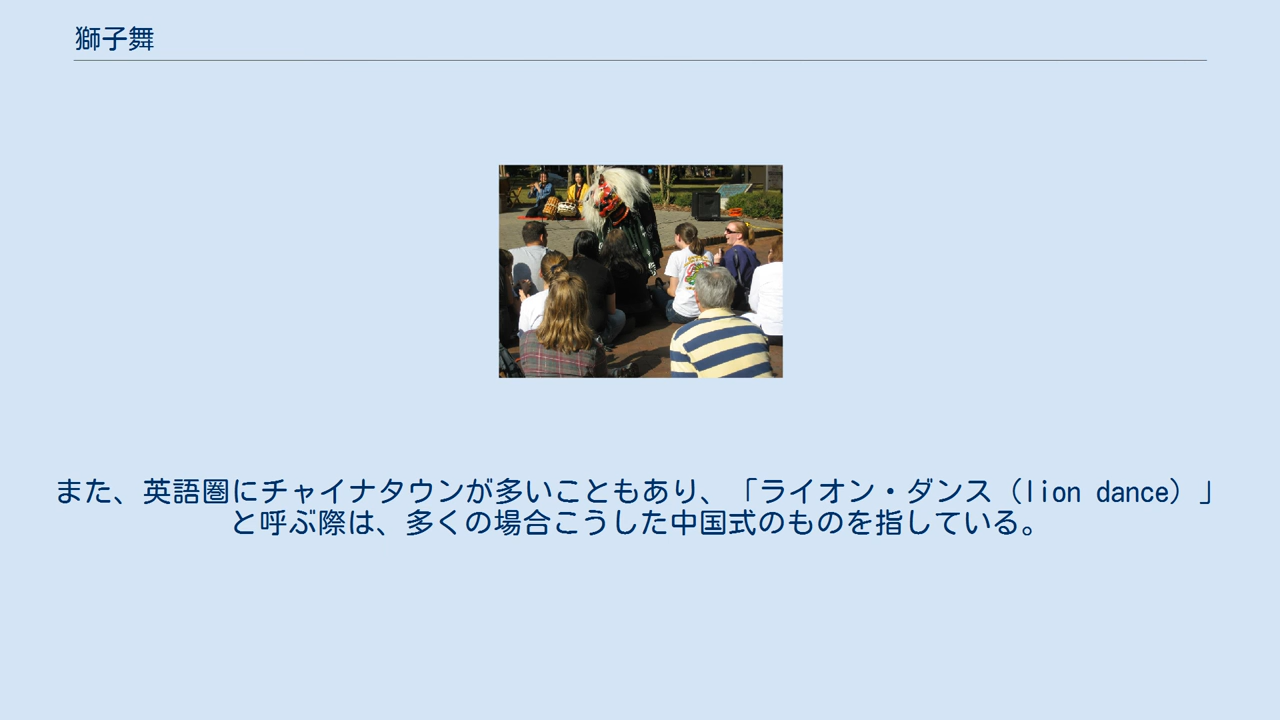 獅子舞
また、英語圏にチャイナタウンが多いこともあり、「ライオン・ダンス（lion dance）」
と呼ぶ際は、多くの場合こうした中国式のものを指している。